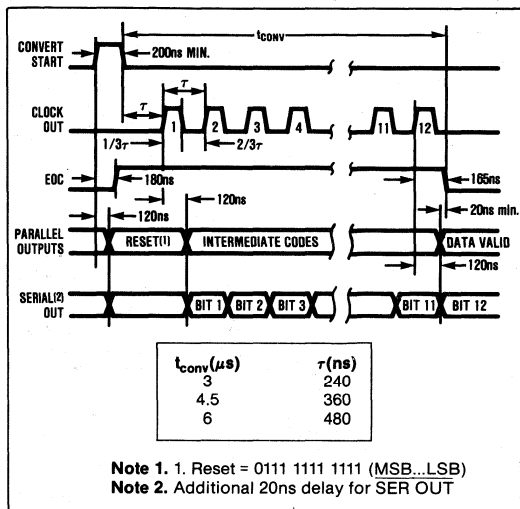 tCONV
CONVERT START
200ns MIN.
τ
τ
CLOCK OUT
1 2 3 4 11 12
1/3τ
2/3τ
EOC
180ns
165ns
120ns
120ns
20ns min.
PARALLEL OUTPUTS
RESET(1)
INTERMEDIATE CODES
DATA VALID
120ns
SERIAL(2) OUT
BIT 1 BIT 2 BIT 3 BIT 11 BIT 12
tconv(μs) τ(ns)
3 240
4.5 360
6 480
Note 1. 1. Reset = 0111 1111 1111 (MSB...LSB)
Note 2. Additional 20ns delay for SER OUT